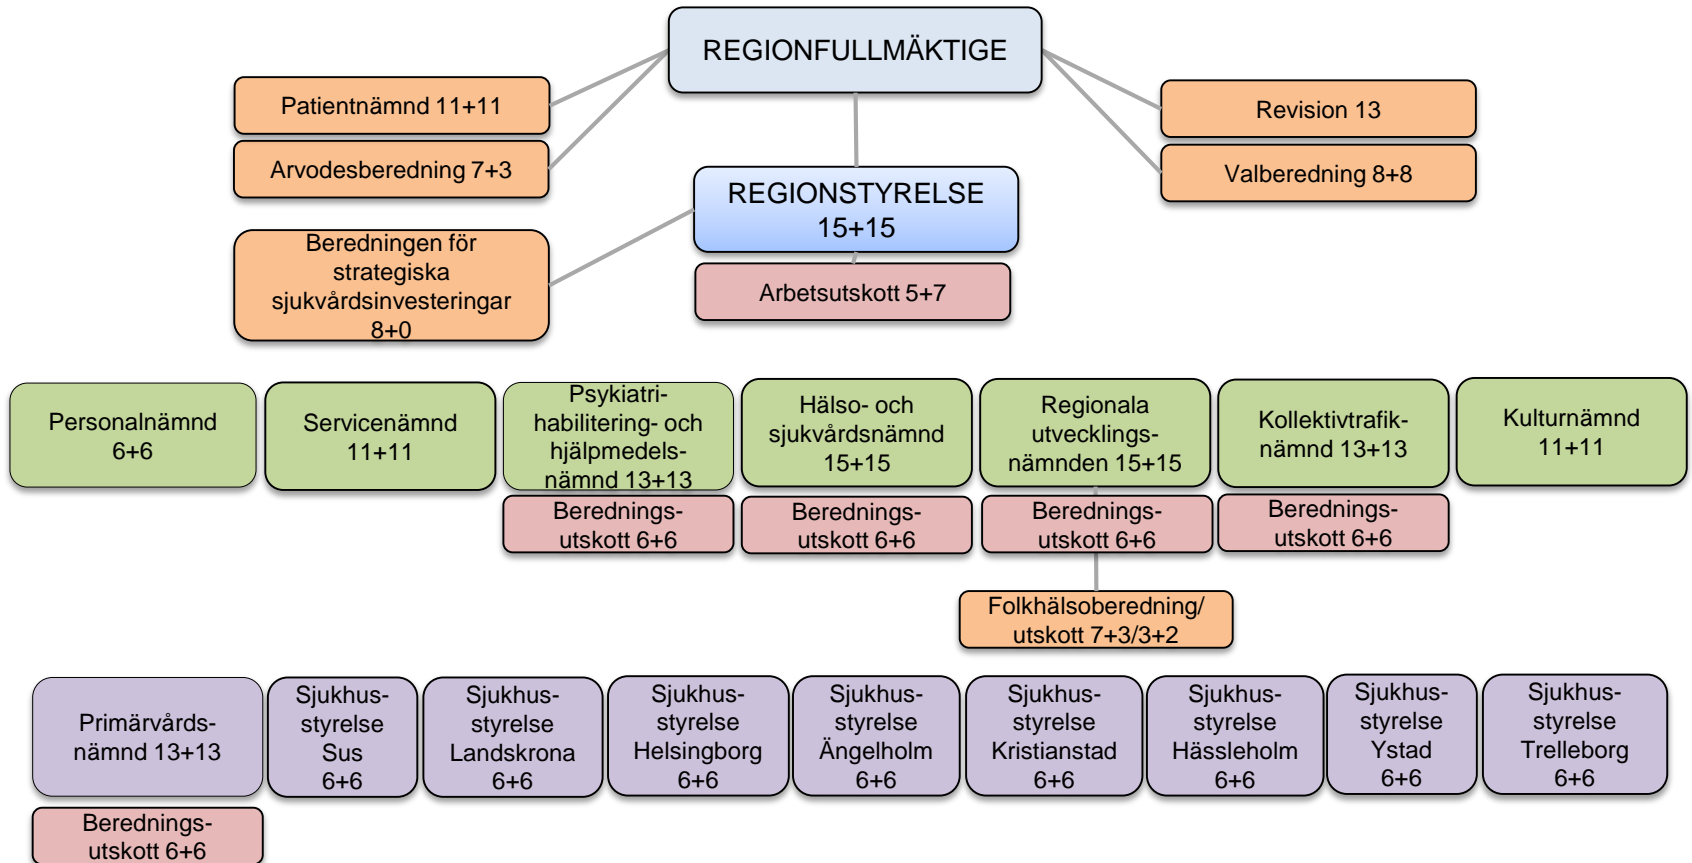 REGIONFULLMÄKTIGE
Patientnämnd 11+11
Arvodesberedning 7+3
Revision 13
Valberedning 8+8
REGIONSTYRELSE
15+15
Beredningen för
strategiska
sjukvårdsinvesteringar
8+0
Arbetsutskott 5+7
Personalnämnd
6+6
Servicenämnd
11+11
Psykiatri-
habilitering- och
hjälpmedels-
nämnd 13+13
Hälso- och
sjukvårdsnämnd
15+15
Regionala
utvecklings-
nämnden 15+15
Kollektivtrafik-
nämnd 13+13
Kulturnämnd
11+11
Berednings-
utskott 6+6
Berednings-
utskott 6+6
Berednings-
utskott 6+6
Berednings-
utskott 6+6
Folkhälsoberedning/
utskott 7+3/3+2
Primärvårds-
nämnd 13+13
Sjukhus-
styrelse
Sus
6+6
Sjukhus-
styrelse
Landskrona
6+6
Sjukhus-
styrelse
Helsingborg
6+6
Sjukhus-
styrelse
Ängelholm
6+6
Sjukhus-
styrelse
Kristianstad
6+6
Sjukhus-
styrelse
Hässleholm
6+6
Sjukhus-
styrelse
Ystad
6+6
Sjukhus-
styrelse
Trelleborg
6+6
Berednings-
utskott 6+6